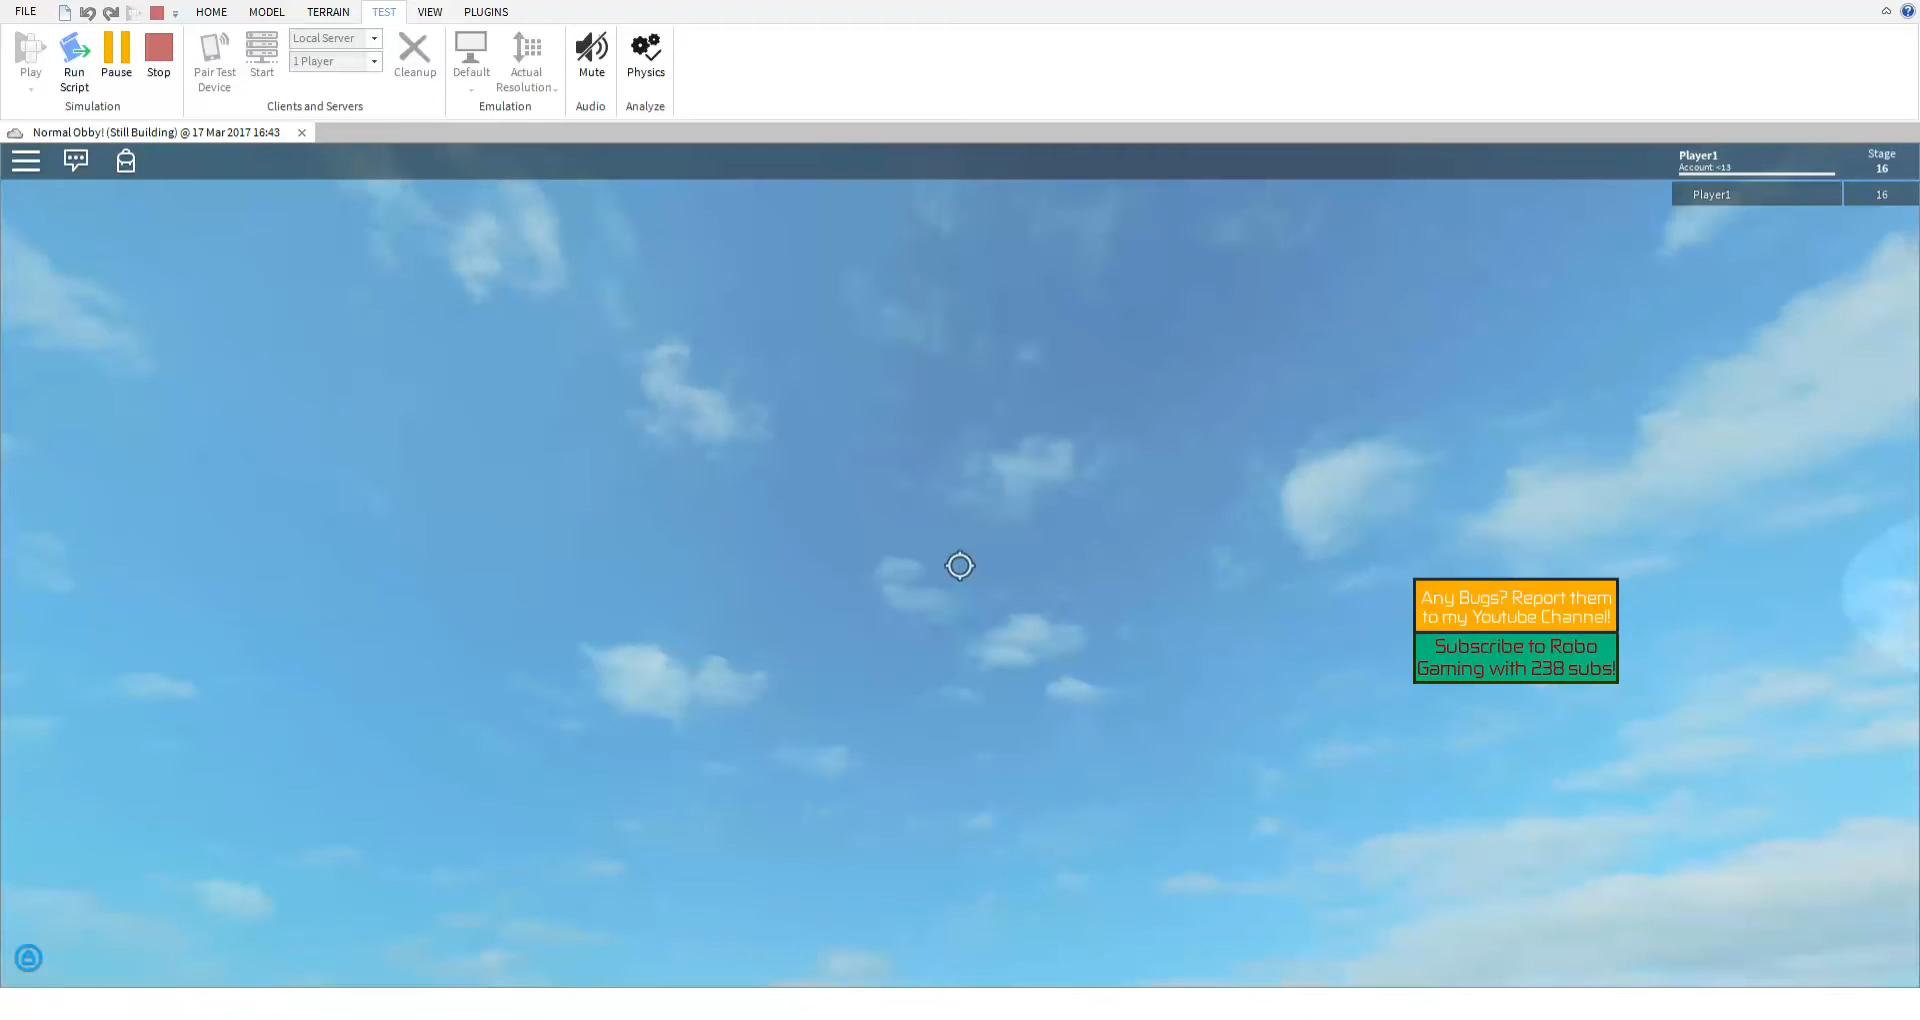 FILE
HOME
MODEL
TERRAIN
TEST
VIEW
PLUGINS
Play
Run
Script
Pause
Stop
Simulation
Pair Test
Device
Start
Local Server
1 Player
Cleanup
Clients and Servers
Default
Actual
Resolution
Emulation
Mute
Audio
Physics
Analyze
Normal Obby! (Still Building) @ 17 Mar 2017 16:43
Player1
Account: <13
Stage
16
Player1
16
Any Bugs? Report them
to my Youtube Channel!
Subscribe to Robo
Gaming with 238 subs!